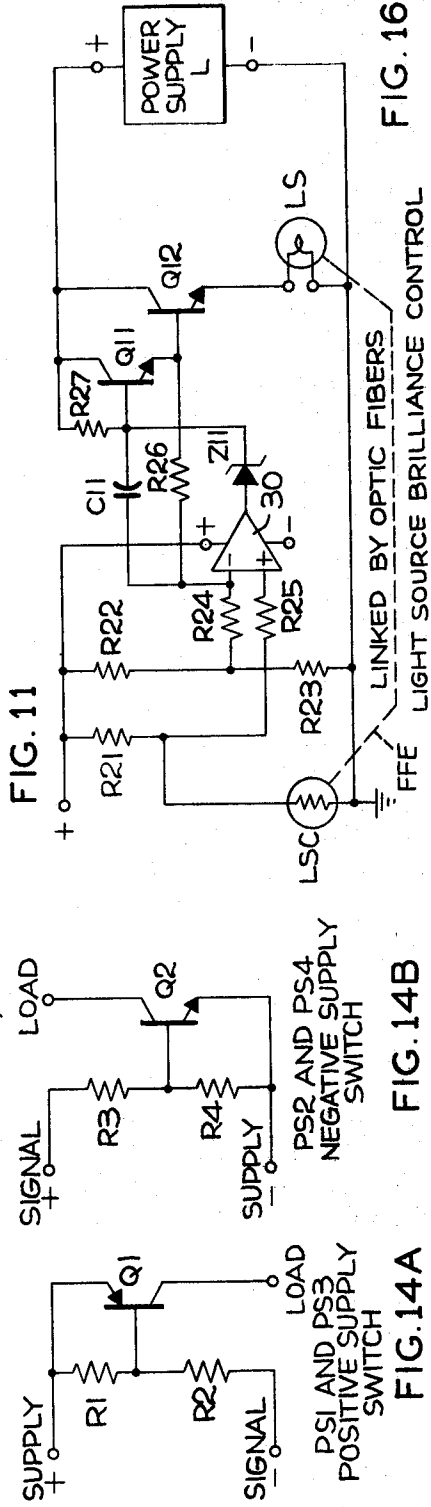 FIG. 11
+
R21
R22
LSC
FFE
R23
R24
R25
-
+
+
-
30
C11
R26
Z11
R27
Q11
Q12
LS
+
POWER
SUPPLY
L
-
LINKED BY OPTIC FIBERS
LIGHT SOURCE BRILLIANCE CONTROL
FIG. 16
SIGNAL
+
LOAD
R3
Q2
R4
SUPPLY
-
PS2 AND PS4
NEGATIVE SUPPLY
SWITCH
FIG. 14B
SUPPLY
+
R1
Q1
R2
SIGNAL
-
LOAD
PS1 AND PS3
POSITIVE SUPPLY
SWITCH
FIG. 14A